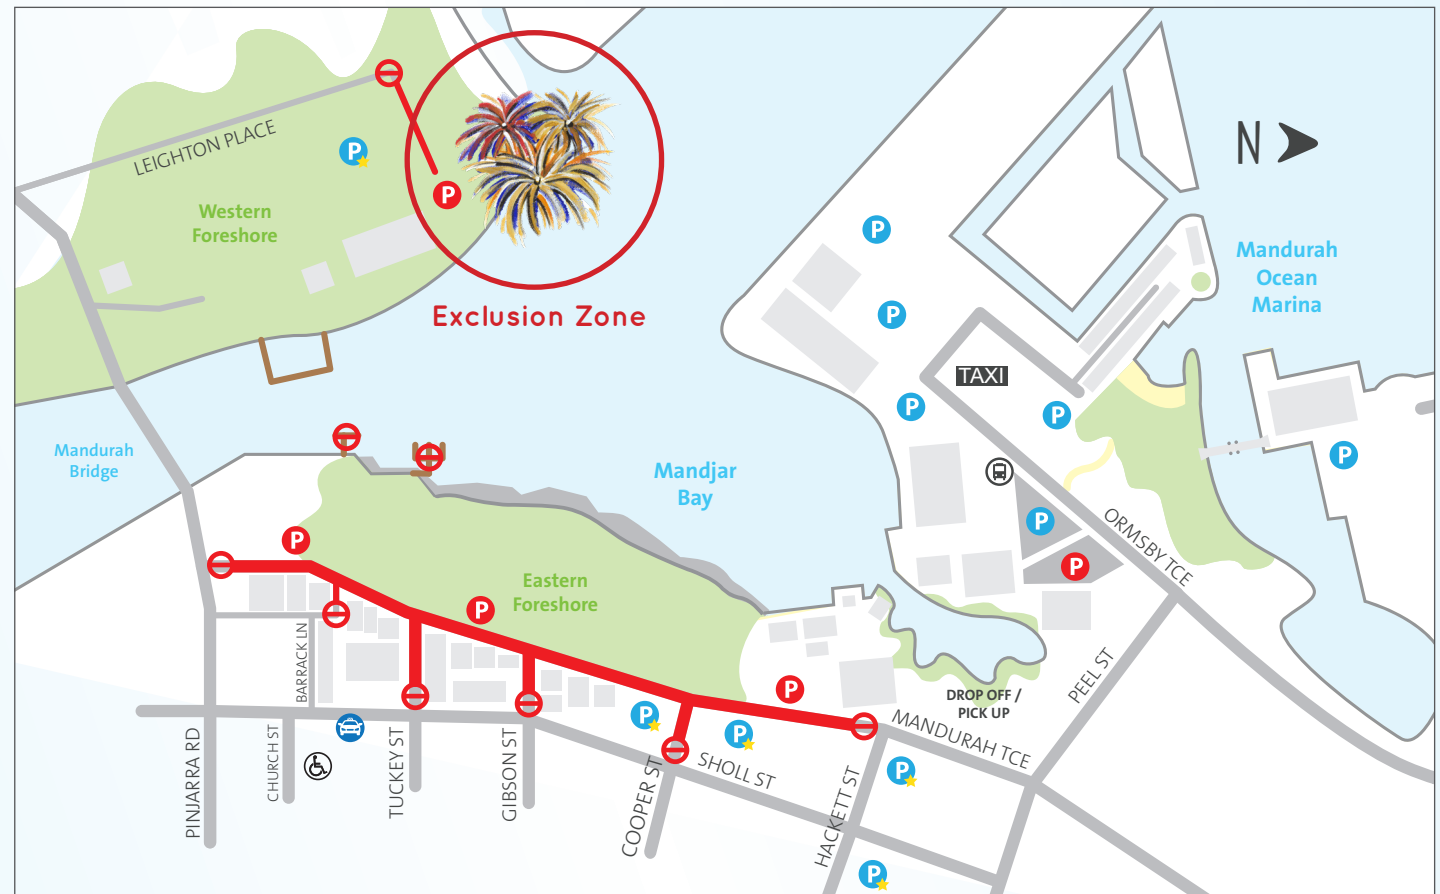 LEIGHTON PLACE
P
P
Western
Foreshore
Exclusion Zone
N
P
P
P
TAXI
P
P
Mandurah
Ocean
Marina
Mandurah
Bridge
Mandjar
Bay
P
P
ORMSBY TCE
P
P
Eastern
Foreshore
P
BARRACK LN
PEEL ST
DROP OFF /
PICK UP
P
P
P
MANDURAH TCE
PINJARRA RD
CHURCH ST
TUCKEY ST
GIBSON ST
COOPER ST
SHOLL ST
HACKETT ST
P
P